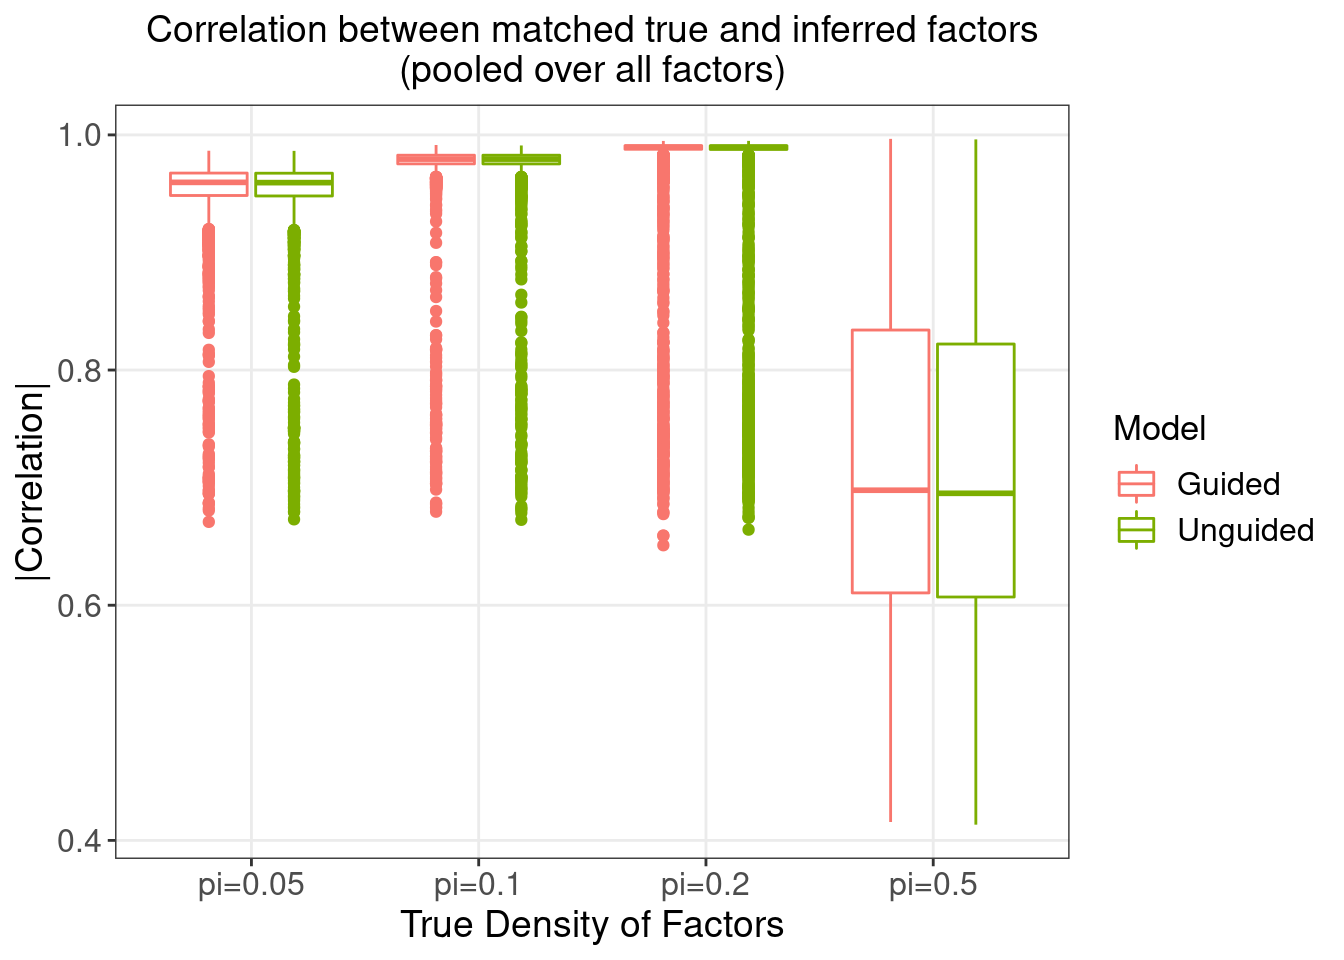 Correlation between matched true and inferred factors
(pooled over all factors)
|Correlation|
1.0
0.8
0.6
0.4
pi=0.05
pi=0.1
pi=0.2
pi=0.5
True Density of Factors
Model
Guided
Unguided